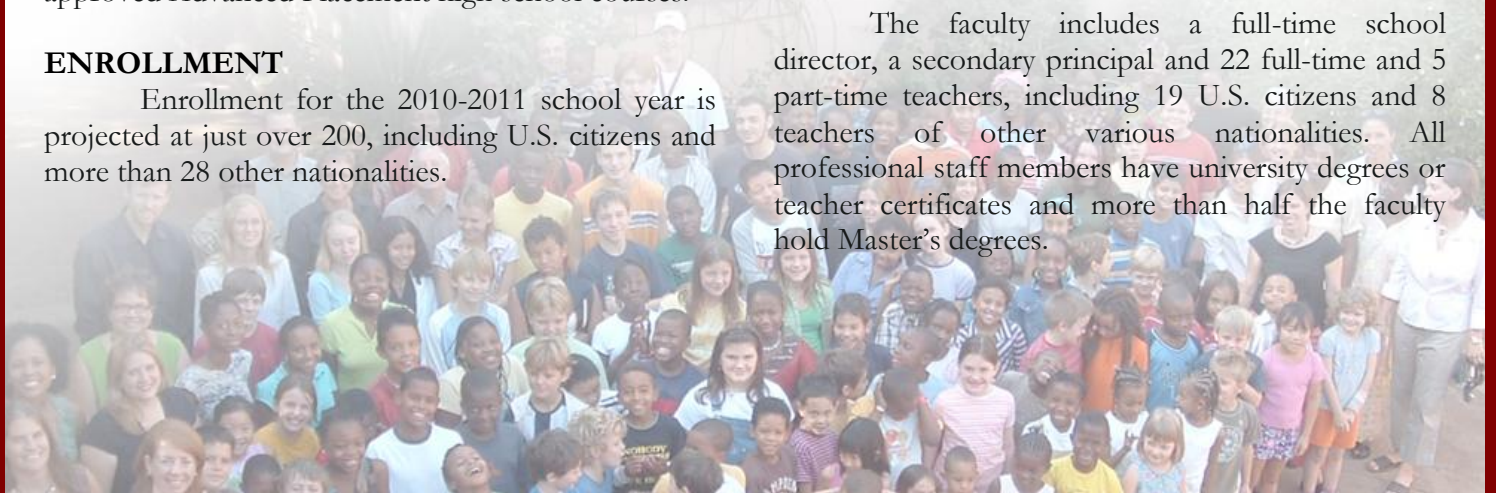 approved Advanced Placement high school courses.
ENROLLMENT
Enrollment for the 2010-2011 school year is
projected at just over 200, including U.S. citizens and
more than 28 other nationalities.
The faculty includes a full-time school
director, a secondary principal and 22 full-time and 5
part-time teachers, including 19 U.S. citizens and 8
teachers of other various nationalities. All
professional staff members have university degrees or
teacher certificates and more than half the faculty
hold Master’s degrees.